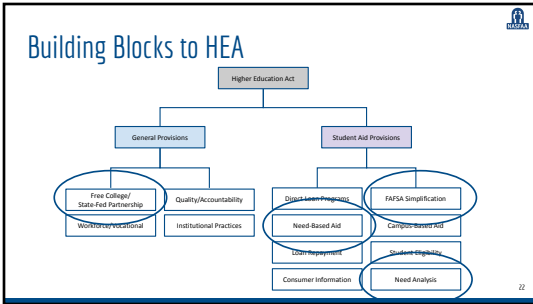 NASFAA
Building Blocks to HEA
Higher Education Act
General Provisions
Student Aid Provisions
Free College/
State-Fed Partnership
Quality/Accountability
Workforce/Vocational
Institutional Practices
Direct Loan Programs
FAFSA Simplification
Need-Based Aid
Campus-Based Aid
Loan Repayment
Student Eligibility
Consumer Information
Need Analysis
22